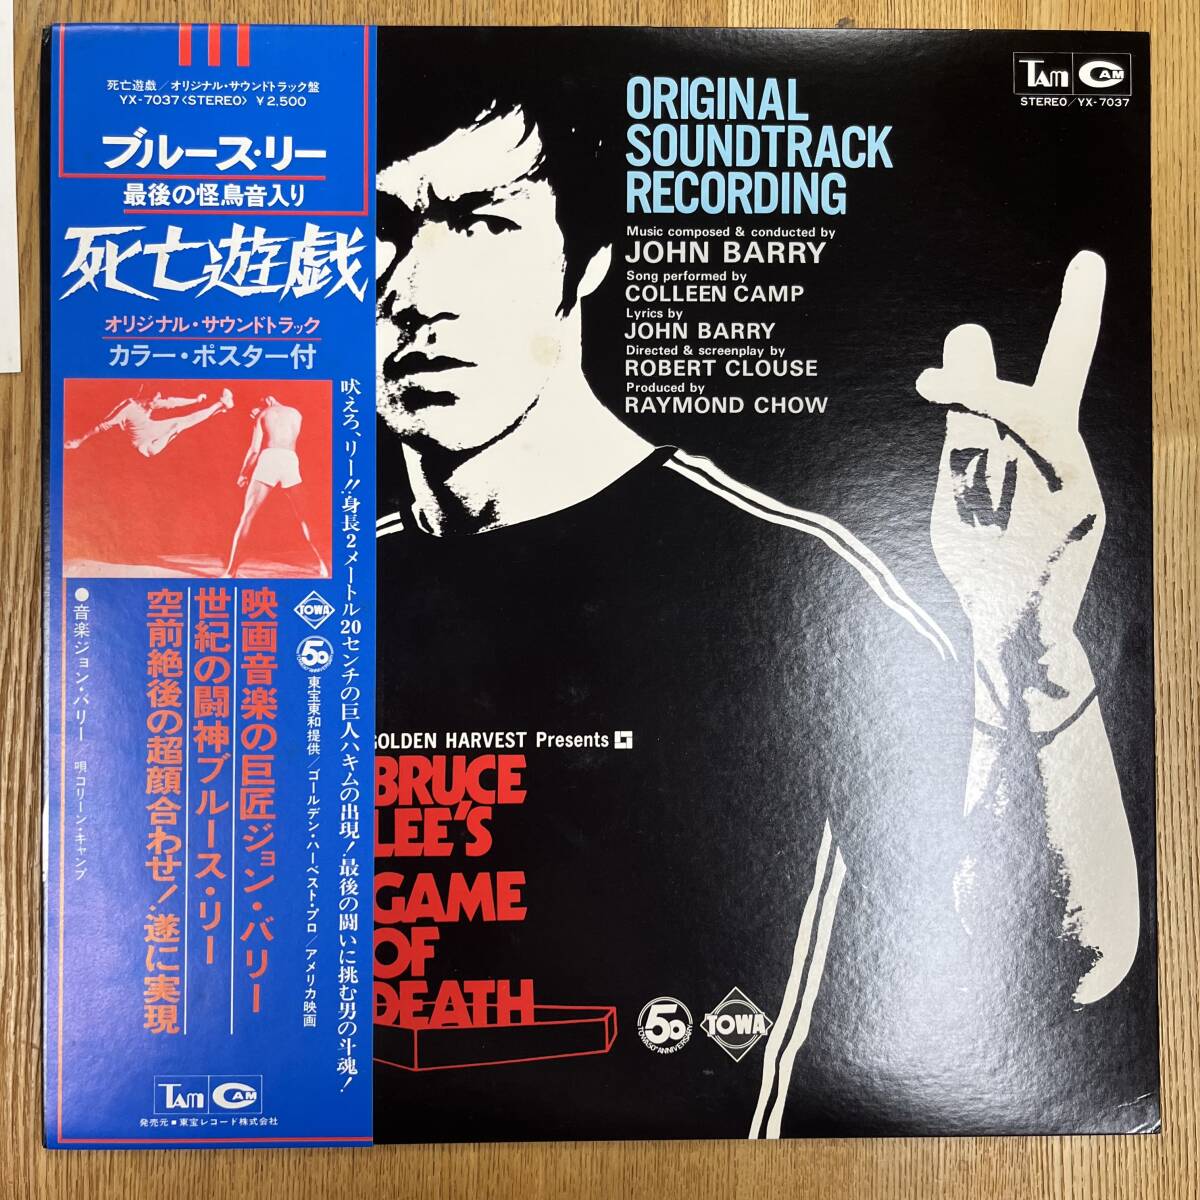 死亡遊戯／オリジナル・サウンドトラック盤
YX-7037<STEREO> ￥2,500
ブルース・リー
最後の怪鳥音入り
死亡遊戯
オリジナル・サウンドトラック
カラー・ポスター付
吠えろ、リー!!身長2メートル20センチの巨人ハキムの出現!最後の闘いに挑む男の斗魂!
TOWA
50
東宝東和提供／ゴールデン・ハーベスト・プロ／アメリカ映画
映画音楽の巨匠ジョン・バリー
世紀の闘神ブルース・リー
空前絶後の超顔合わせ!遂に実現
●音楽ジョン・バリー／唄コリーン・キャンプ
TAM CAM
発売元■東宝レコード株式会社
TAM CAM
STEREO/YX-7037
ORIGINAL
SOUNDTRACK
RECORDING
Music composed & conducted by
JOHN BARRY
Song performed by
COLLEEN CAMP
Lyrics by
JOHN BARRY
Directed & screenplay by
ROBERT CLOUSE
Produced by
RAYMOND CHOW
GOLDEN HARVEST Presents
BRUCE
LEE'S
GAME
OF
DEATH
50
TOWA 50th ANNIVERSARY
TOWA